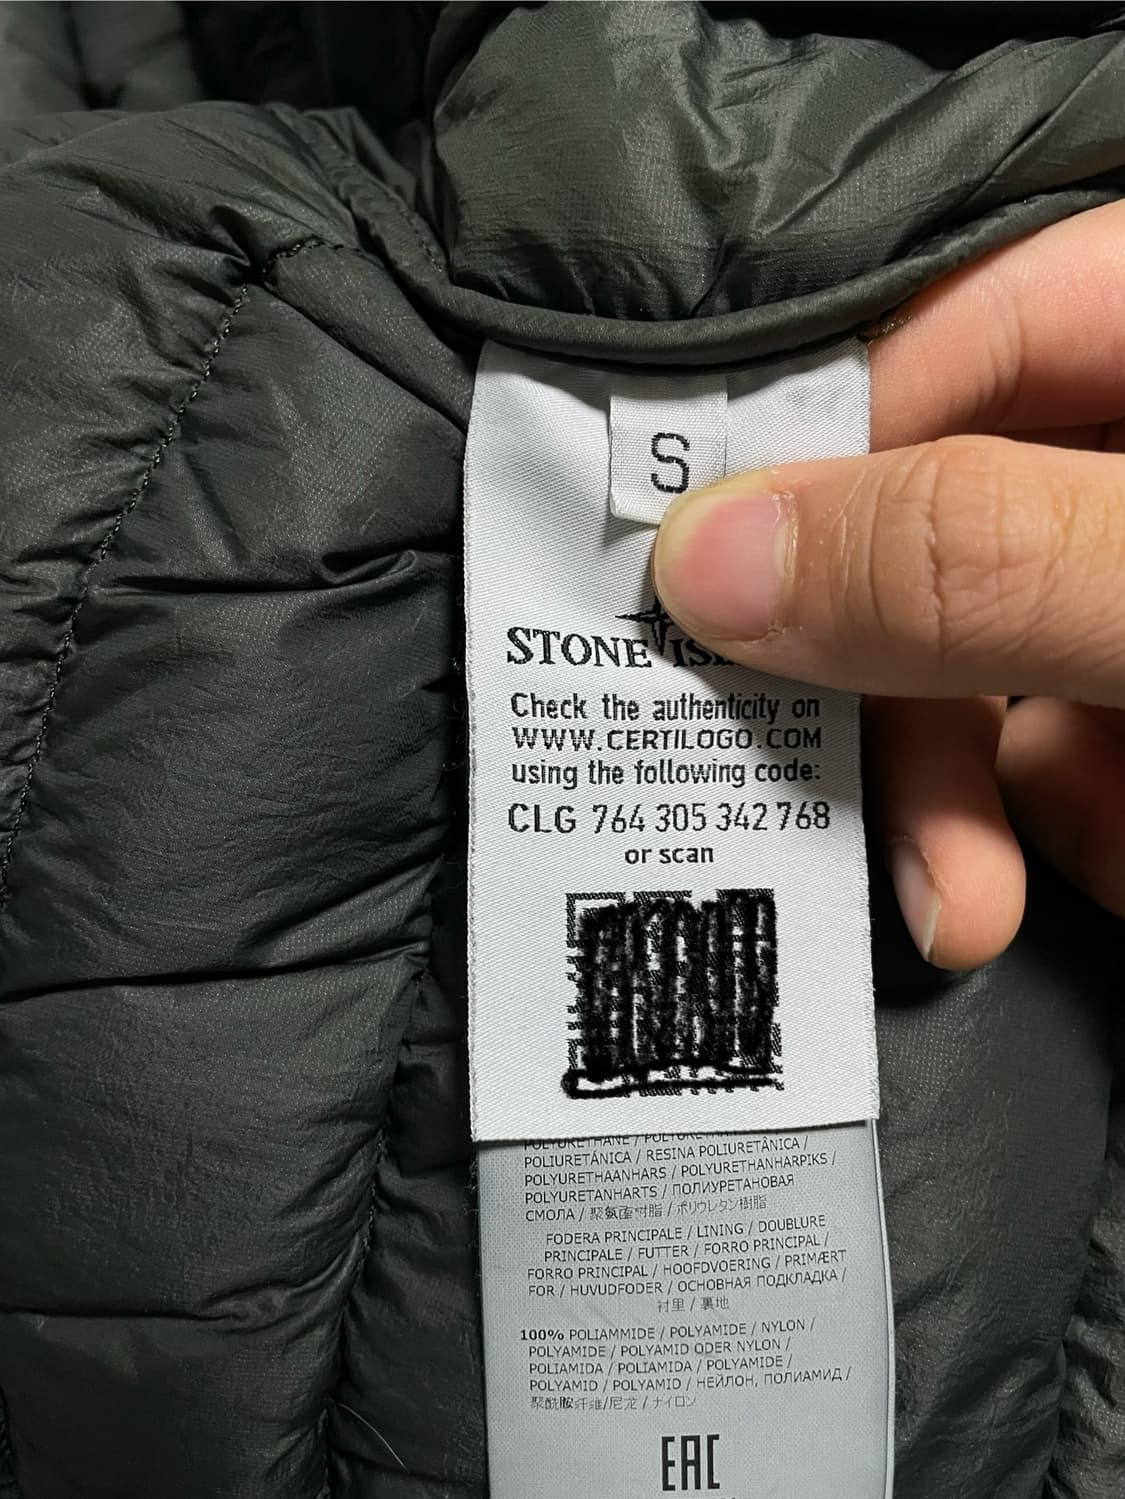 S
STONE
Check the authenticity on
WWW.CERTILOGO.COM
using the following code:
CLG 764 305 342 768
or scan
POLIURETÁNICA / RESINA POLIURETÂNICA /
POLYURETHAANHARS / POLYURETHANHARPIKS /
POLYURETANHARTS / ПОЛИУРЕТАНОВАЯ
СМОЛА / 聚氨酯树脂 / ポリウレタン樹脂
FODERA PRINCIPALE / LINING / DOUBLURE
PRINCIPALE / FUTTER / FORRO PRINCIPAL /
FORRO PRINCIPAL / HOOFDVOERING / PRIMÆRT
FOR / HUVUDFODER / ОСНОВНАЯ ПОДКЛАДКА /
衬里 / 裏地
100% POLIAMMIDE / POLYAMIDE / NYLON /
POLYAMIDE / POLYAMID ODER NYLON /
POLIAMIDA / POLIAMIDA / POLYAMIDE /
POLYAMID / POLYAMID / НЕЙЛОН, ПОЛИАМИД /
聚酰胺纤维/尼龙 / ナイロン
EAC